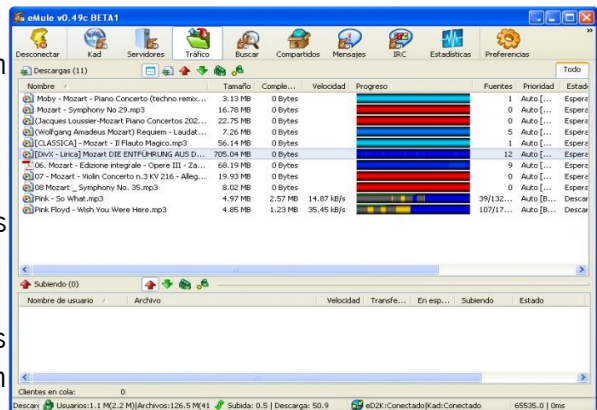 eMule v0.49c BETA1
Desconectar Kad Servidores Tráfico Buscar Compartidos Mensajes IRC Estadísticas Preferencias »
Descargas (11) Todo
Nombre Tamaño Comple... Velocidad Progreso Fuentes Prioridad Estado
Moby - Mozart - Piano Concerto (techno remix... 3.13 MB 0 Bytes 1 Auto [... Espera
Mozart - Symphony No 29.mp3 16.78 MB 0 Bytes 0 Auto [... Espera
(Jacques Loussier-Mozart Piano Concertos 202... 22.75 MB 0 Bytes 0 Auto [... Espera
(Wolfgang Amadeus Mozart) Requiem - Laudat... 7.26 MB 0 Bytes 5 Auto [... Espera
[CLASSICA] - Mozart - Il Flauto Magico.mp3 56.14 MB 0 Bytes 1 Auto [... Espera
[DivX - Lirica] Mozart DIE ENTFÜHRUNG AUS D... 705.04 MB 0 Bytes 12 Auto [... Espera
06. Mozart - Edizione integrale - Opere III - Za... 68.19 MB 0 Bytes 9 Auto [... Espera
07 - Mozart - Violin Concerto n.3 KV 216 - Alleg... 19.93 MB 0 Bytes 0 Auto [... Espera
08 Mozart _ Symphony No. 35.mp3 8.02 MB 0 Bytes 0 Auto [... Espera
Pink - So What.mp3 4.97 MB 2.57 MB 14.87 kB/s 39/132... Auto [B... Descar
Pink Floyd - Wish You Were Here.mp3 4.85 MB 1.23 MB 35.45 kB/s 107/17... Auto [B... Descar
Subiendo (0)
Nombre de usuario Archivo Velocidad Transfe... En esp... Subiendo Estado
Clientes en cola: 0
Descar Usuarios:1.1 M(2.2 M)|Archivos:126.5 M(41 Subida: 0.5 | Descarga: 50.9 eD2K:Conectado|Kad:Conectado 65535.0 | 0ms